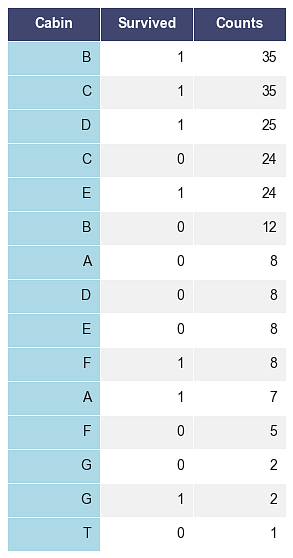 Cabin Survived Counts
B 1 35
C 1 35
D 1 25
C 0 24
E 1 24
B 0 12
A 0 8
D 0 8
E 0 8
F 1 8
A 1 7
F 0 5
G 0 2
G 1 2
T 0 1